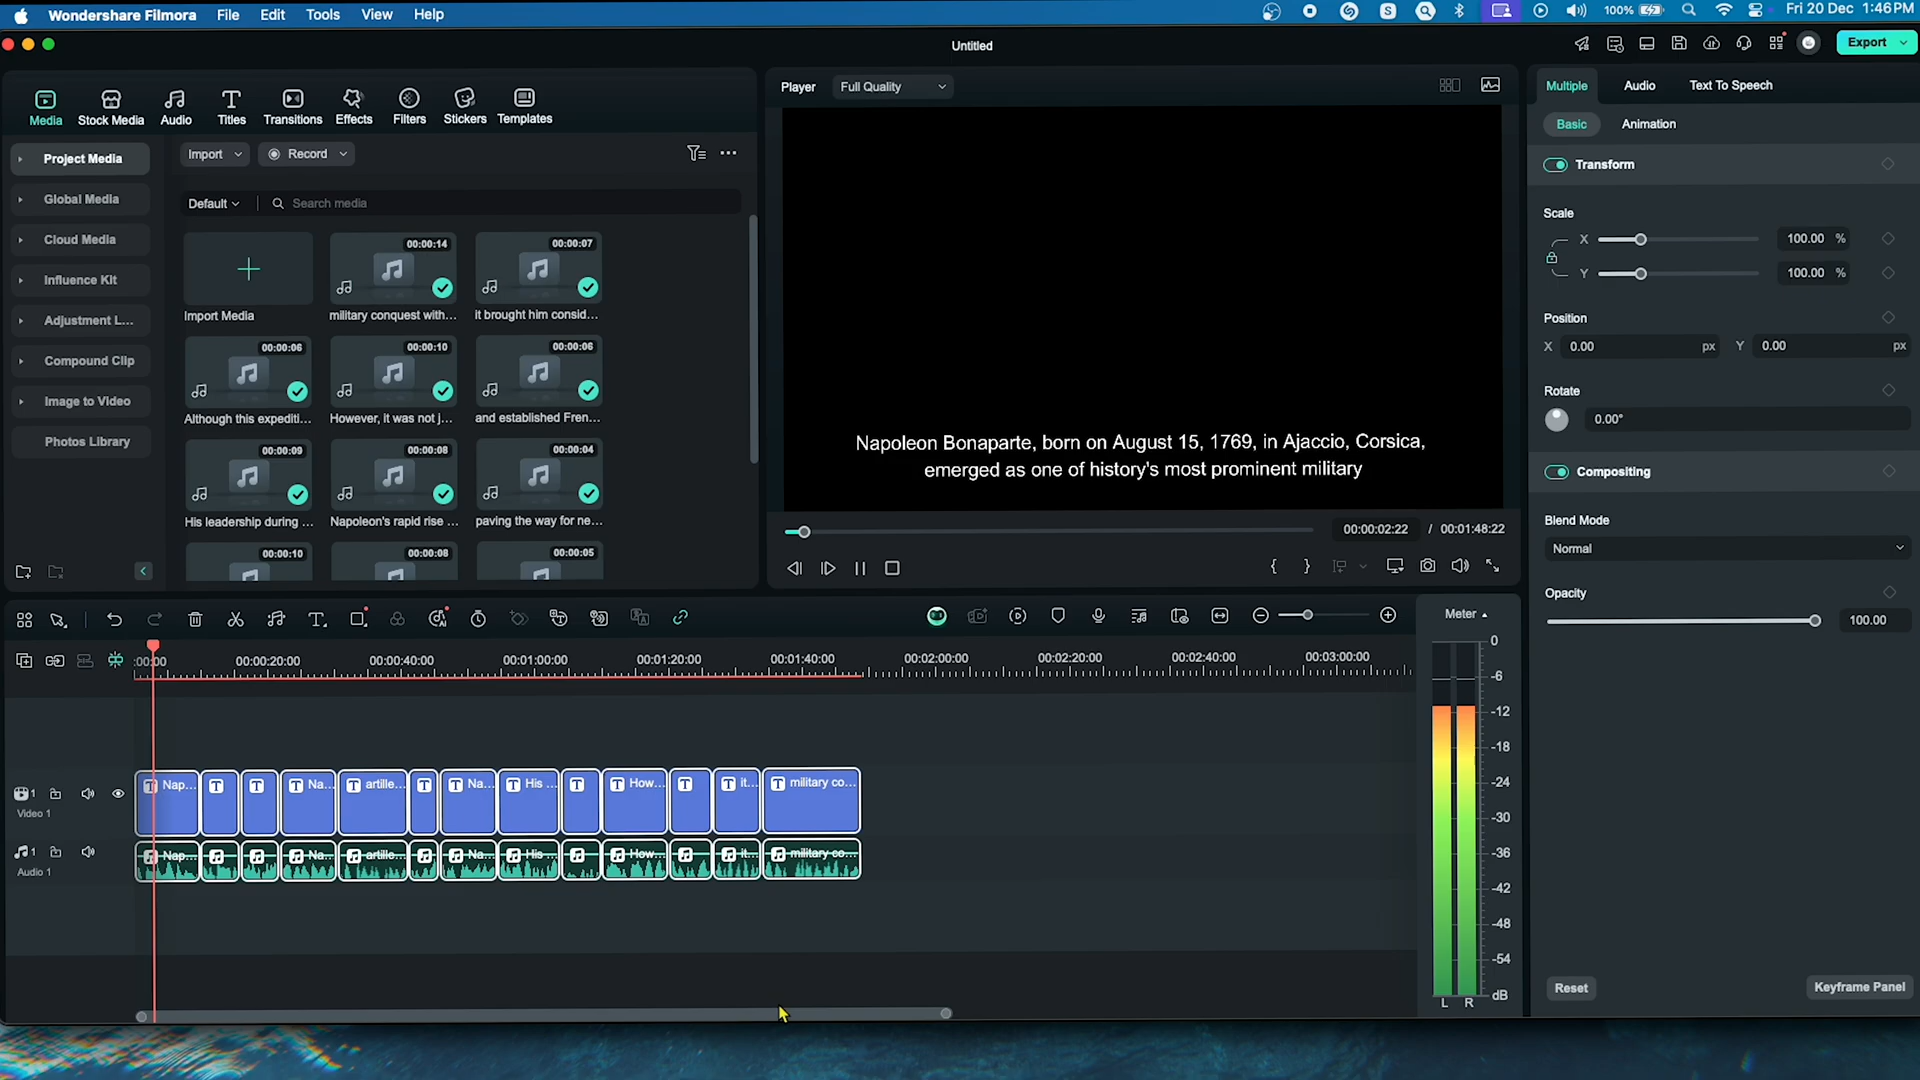 Wondershare Filmora File Edit Tools View Help
100% Fri 20 Dec 1:46PM
Untitled
Export
Media Stock Media Audio Titles Transitions Effects Filters Stickers Templates
Player Full Quality
Multiple Audio Text To Speech
Basic Animation
Project Media
Global Media
Cloud Media
Influence Kit
Adjustment L...
Compound Clip
Image to Video
Photos Library
Import Record
Default Search media
00:00:14 00:00:07
Import Media military conquest with... it brought him consid...
00:00:06 00:00:10 00:00:06
Although this expediti... However, it was not j... and established Fren...
00:00:09 00:00:08 00:00:04
His leadership during ... Napoleon's rapid rise ... paving the way for ne...
00:00:10 00:00:08 00:00:05
Napoleon Bonaparte, born on August 15, 1769, in Ajaccio, Corsica,
emerged as one of history's most prominent military
00:00:02:22 / 00:01:48:22
Transform
Scale
X 100.00 %
Y 100.00 %
Position
X 0.00 px Y 0.00 px
Rotate
0.00°
Compositing
Blend Mode
Normal
Opacity
100.00
Reset Keyframe Panel
Meter
:00:00 00:00:20:00 00:00:40:00 00:01:00:00 00:01:20:00 00:01:40:00 00:02:00:00 00:02:20:00 00:02:40:00 00:03:00:00
1 T Nap... T T T Na... T artille... T T Na... T His ... T T How... T T it... T military co...
Video 1
1 Nap... Na... artille... Na... His ... How... it... military co...
Audio 1
0
-6
-12
-18
-24
-30
-36
-42
-48
-54
dB
L R